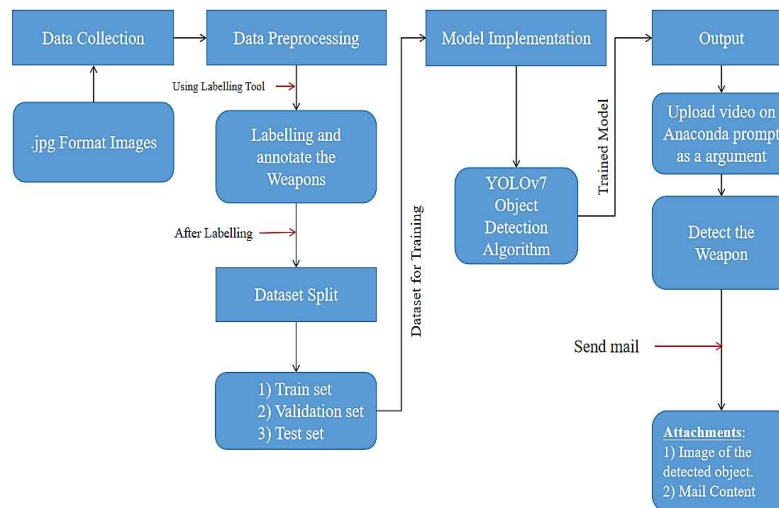 Data Collection
.jpg Format Images
Data Preprocessing
Using Labelling Tool
Labelling and
annotate the
Weapons
After Labelling
Dataset Split
1) Train set
2) Validation set
3) Test set
Dataset for Training
Model Implementation
YOLOv7
Object
Detection
Algorithm
Trained Model
Output
Upload video on
Anaconda prompt
as a argument
Detect the
Weapon
Send mail
Attachments:
1) Image of the
detected object.
2) Mail Content